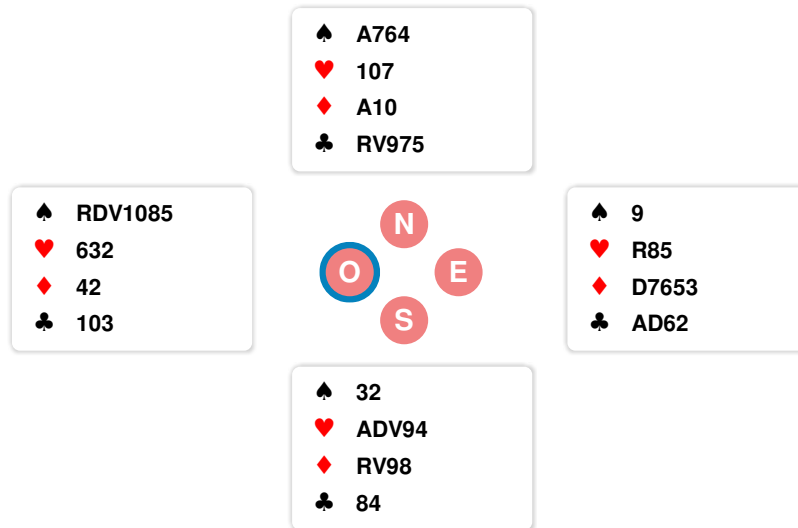 ♠ A764
♥ 107
♦ A10
♣ RV975
♠ RDV1085
♥ 632
♦ 42
♣ 103
N
O E
S
♠ 9
♥ R85
♦ D7653
♣ AD62
♠ 32
♥ ADV94
♦ RV98
♣ 84